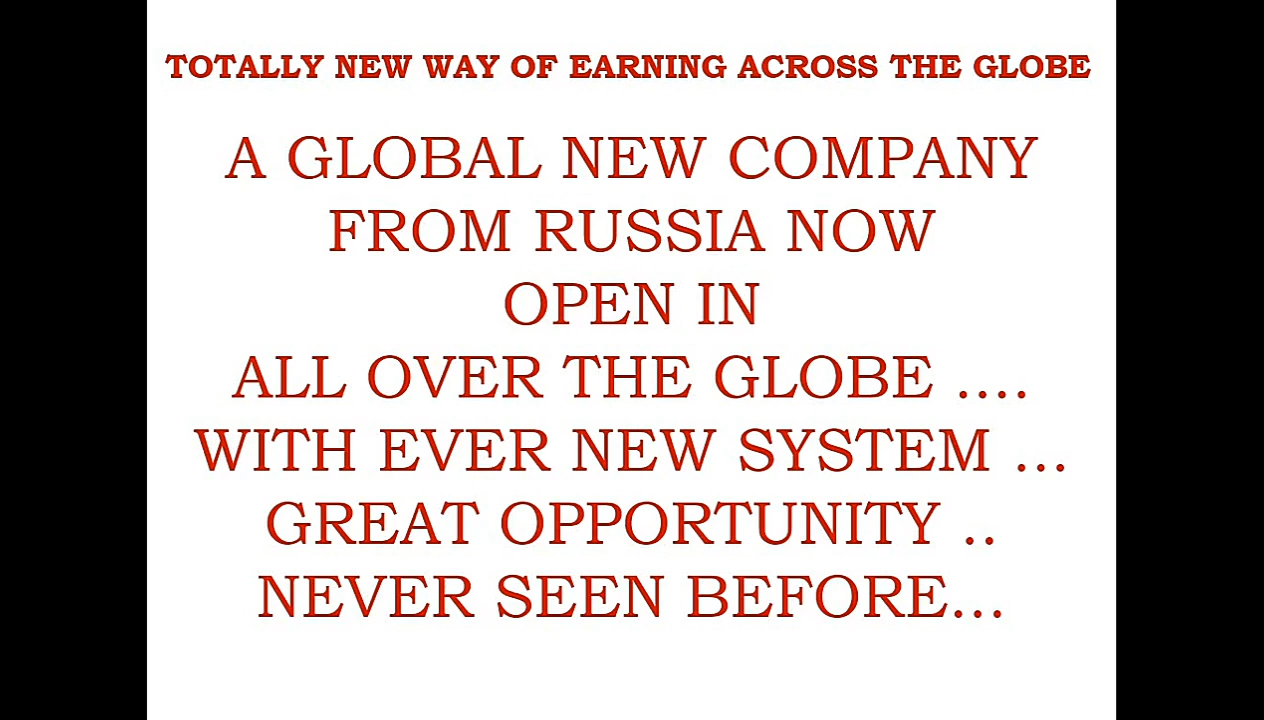 TOTALLY NEW WAY OF EARNING ACROSS THE GLOBE
A GLOBAL NEW COMPANY
FROM RUSSIA NOW
OPEN IN
ALL OVER THE GLOBE ....
WITH EVER NEW SYSTEM ...
GREAT OPPORTUNITY ..
NEVER SEEN BEFORE...